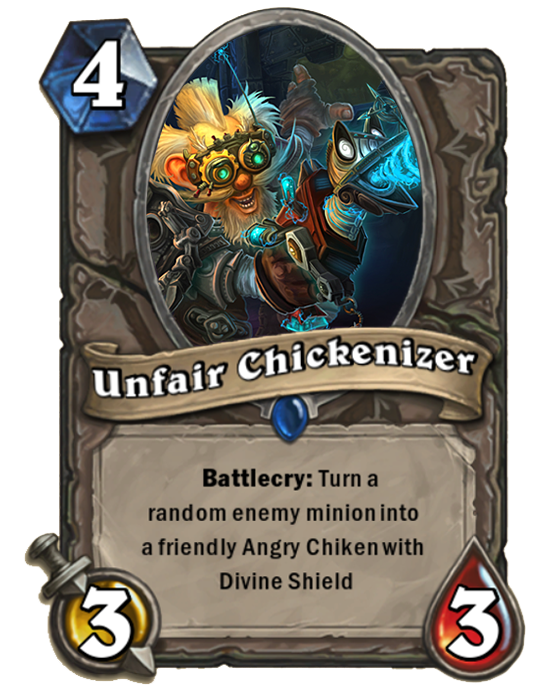 4
Unfair Chickenizer
Battlecry: Turn a
random enemy minion into
a friendly Angry Chiken with
Divine Shield
3
3